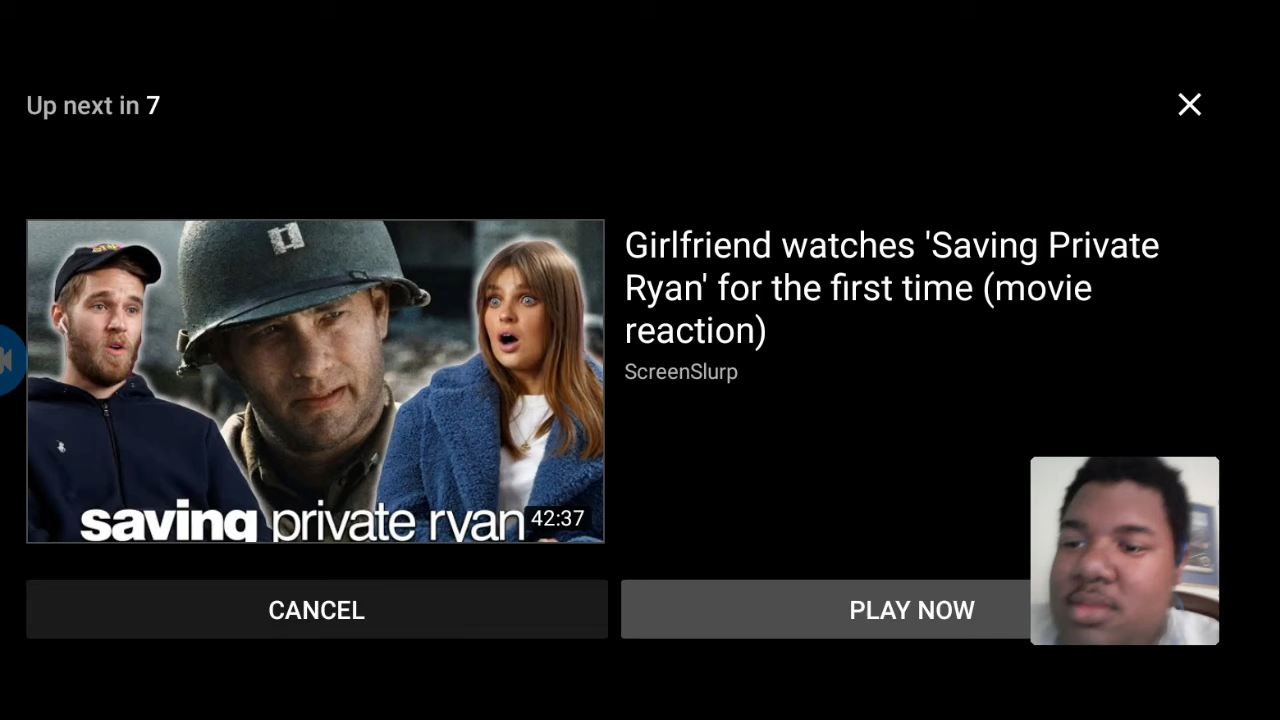 Up next in 7
Girlfriend watches 'Saving Private
Ryan' for the first time (movie
reaction)
ScreenSlurp
saving private ryan
42:37
CANCEL
PLAY NOW